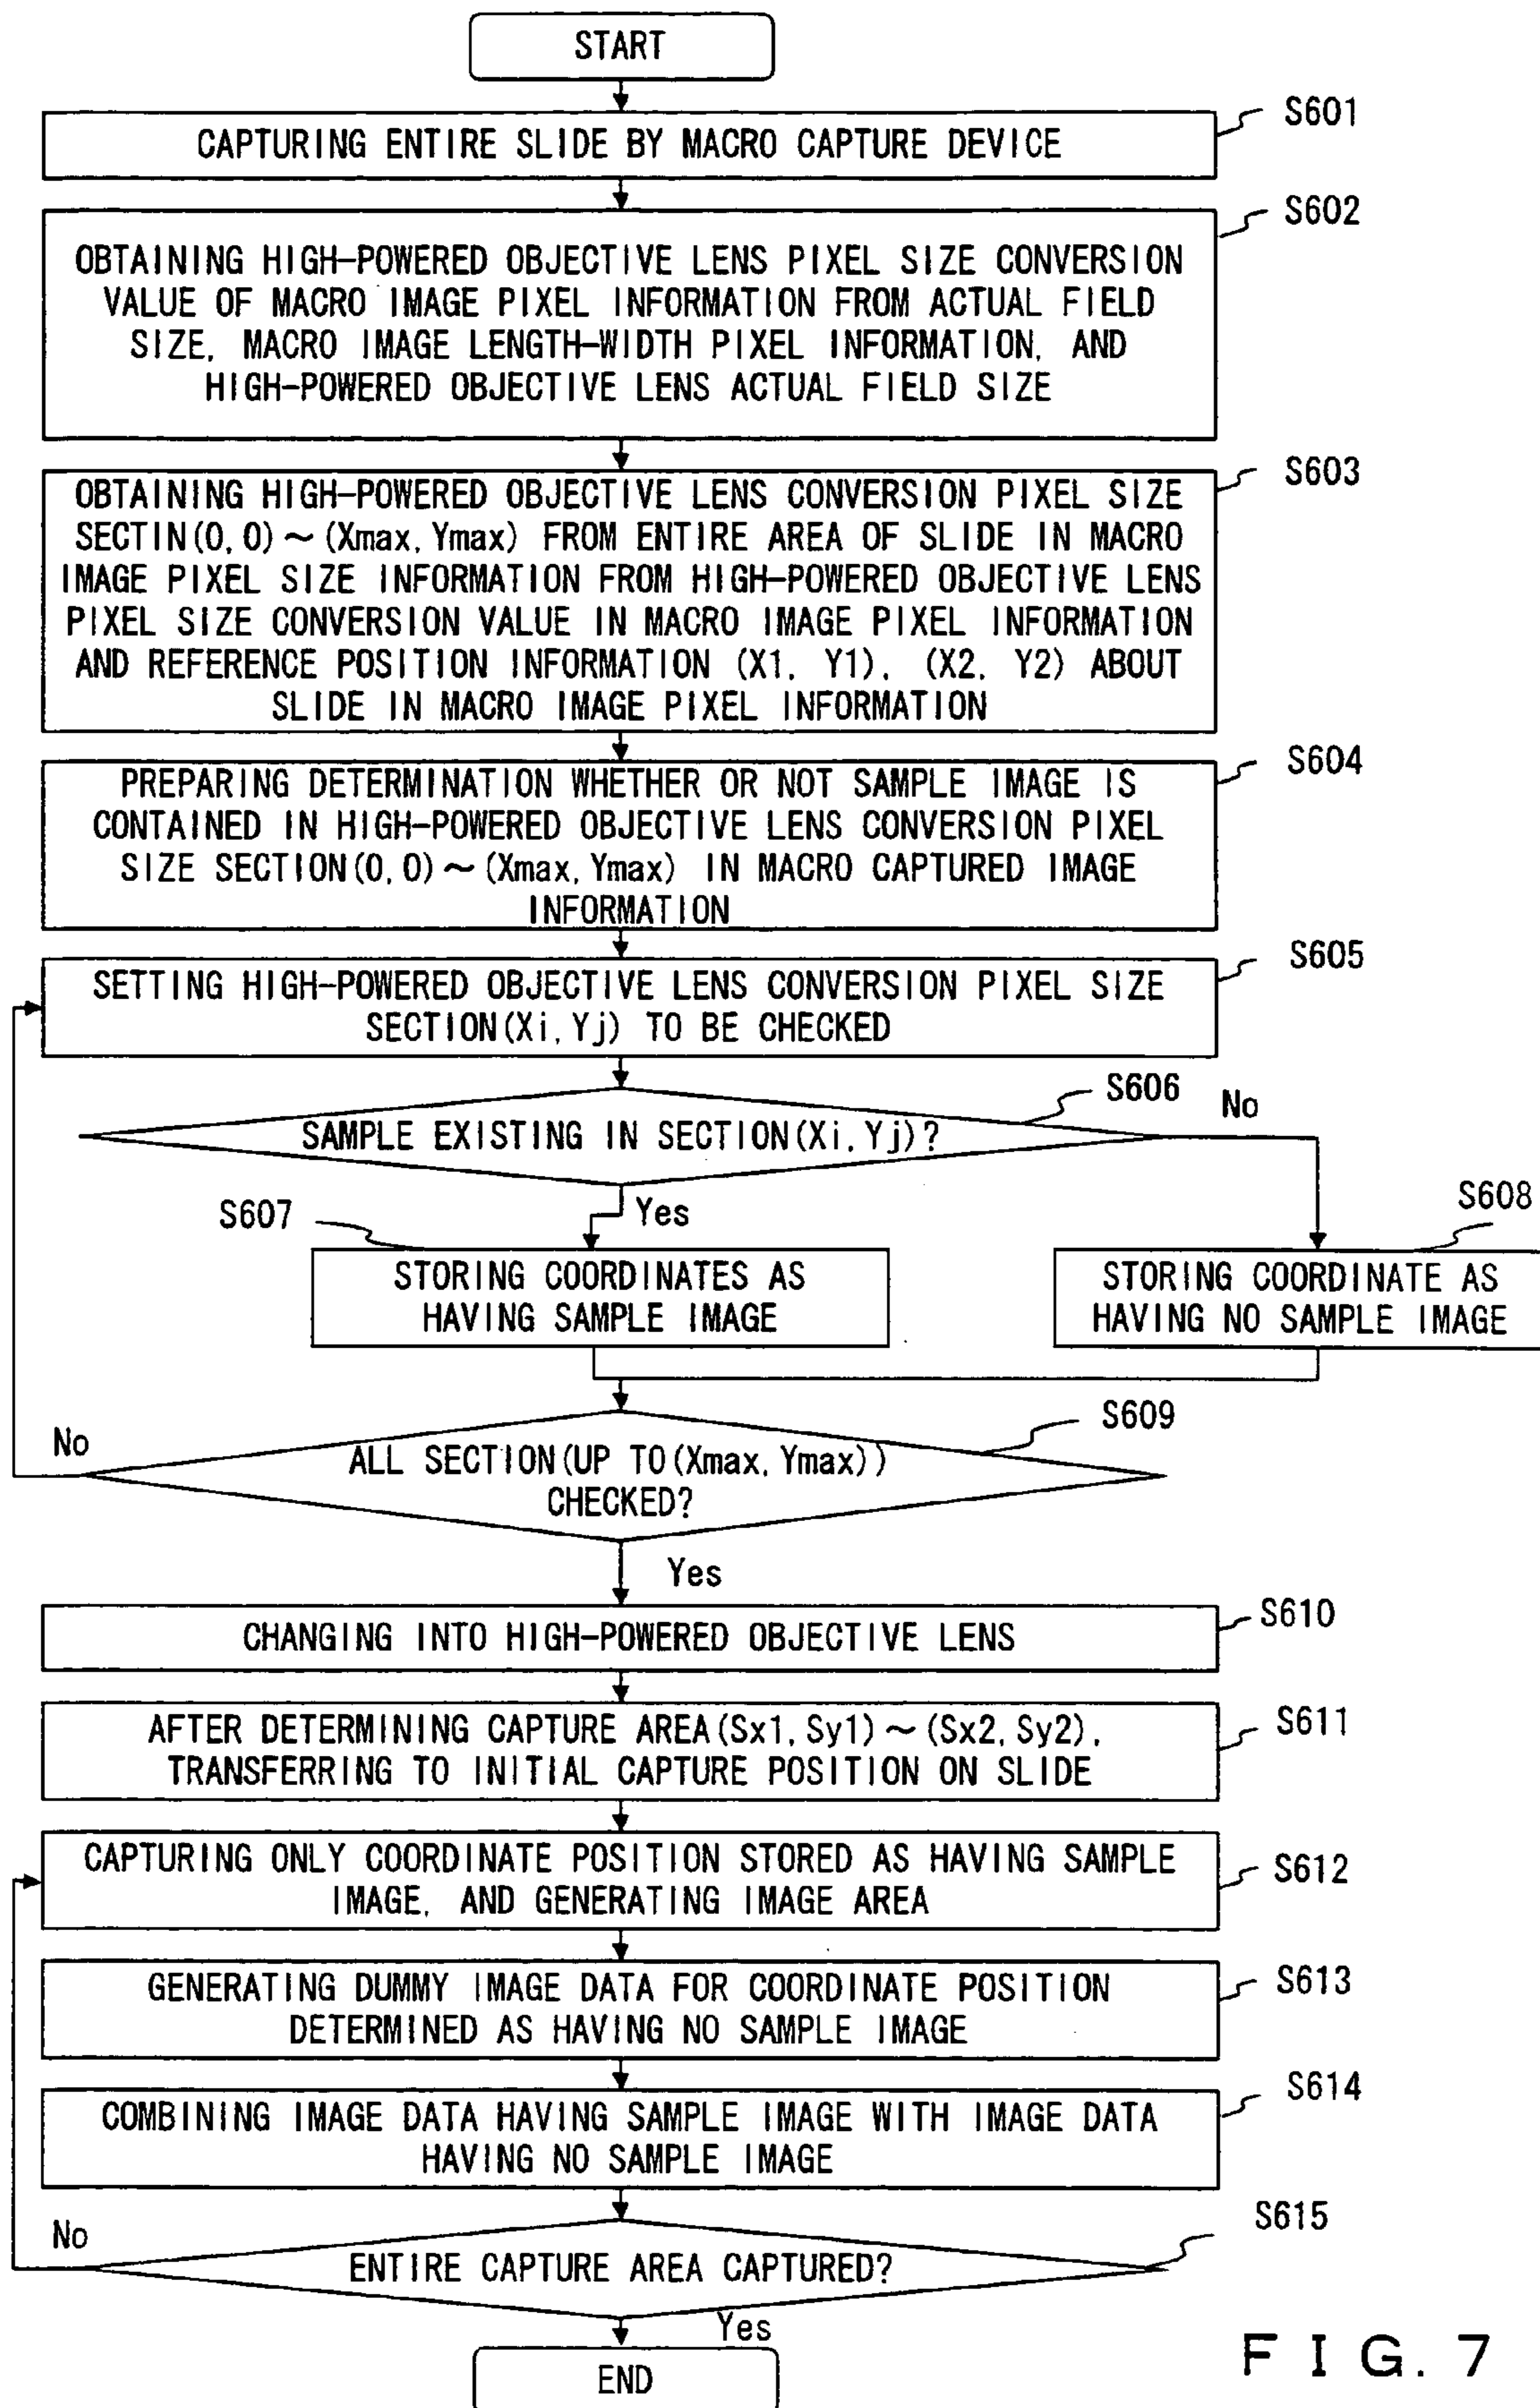 START
S601
CAPTURING ENTIRE SLIDE BY MACRO CAPTURE DEVICE
S602
OBTAINING HIGH-POWERED OBJECTIVE LENS PIXEL SIZE CONVERSION
VALUE OF MACRO IMAGE PIXEL INFORMATION FROM ACTUAL FIELD
SIZE, MACRO IMAGE LENGTH-WIDTH PIXEL INFORMATION, AND
HIGH-POWERED OBJECTIVE LENS ACTUAL FIELD SIZE
S603
OBTAINING HIGH-POWERED OBJECTIVE LENS CONVERSION PIXEL SIZE
SECTIN(0,0)~(Xmax,Ymax) FROM ENTIRE AREA OF SLIDE IN MACRO
IMAGE PIXEL SIZE INFORMATION FROM HIGH-POWERED OBJECTIVE LENS
PIXEL SIZE CONVERSION VALUE IN MACRO IMAGE PIXEL INFORMATION
AND REFERENCE POSITION INFORMATION (X1, Y1), (X2, Y2) ABOUT
SLIDE IN MACRO IMAGE PIXEL INFORMATION
S604
PREPARING DETERMINATION WHETHER OR NOT SAMPLE IMAGE IS
CONTAINED IN HIGH-POWERED OBJECTIVE LENS CONVERSION PIXEL
SIZE SECTION(0,0)~(Xmax,Ymax) IN MACRO CAPTURED IMAGE
INFORMATION
S605
SETTING HIGH-POWERED OBJECTIVE LENS CONVERSION PIXEL SIZE
SECTION(Xi,Yj) TO BE CHECKED
S606
No
SAMPLE EXISTING IN SECTION(Xi,Yj)?
S607
Yes
S608
STORING COORDINATES AS
HAVING SAMPLE IMAGE
STORING COORDINATE AS
HAVING NO SAMPLE IMAGE
S609
No
ALL SECTION(UP TO(Xmax,Ymax))
CHECKED?
Yes
S610
CHANGING INTO HIGH-POWERED OBJECTIVE LENS
S611
AFTER DETERMINING CAPTURE AREA(Sx1,Sy1)~(Sx2,Sy2),
TRANSFERRING TO INITIAL CAPTURE POSITION ON SLIDE
S612
CAPTURING ONLY COORDINATE POSITION STORED AS HAVING SAMPLE
IMAGE, AND GENERATING IMAGE AREA
S613
GENERATING DUMMY IMAGE DATA FOR COORDINATE POSITION
DETERMINED AS HAVING NO SAMPLE IMAGE
S614
COMBINING IMAGE DATA HAVING SAMPLE IMAGE WITH IMAGE DATA
HAVING NO SAMPLE IMAGE
S615
No
ENTIRE CAPTURE AREA CAPTURED?
Yes
END
FIG. 7